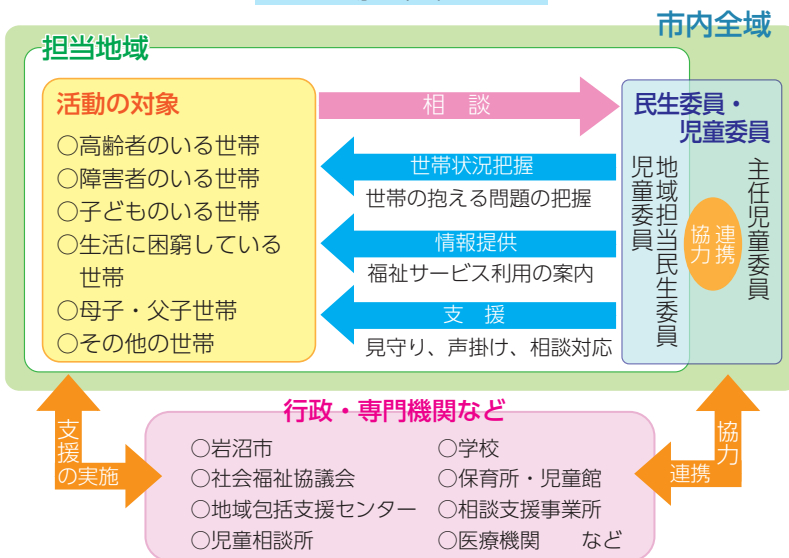 市内全域
担当地域
活動の対象
○高齢者のいる世帯
○障害者のいる世帯
○子どものいる世帯
○生活に困窮している
世帯
○母子・父子世帯
○その他の世帯
相 談
世帯状況把握
世帯の抱える問題の把握
情報提供
福祉サービス利用の案内
支 援
見守り、声掛け、相談対応
民生委員・
児童委員
地域担当民生委員
児童委員
連携
協力
主任児童委員
支援
の実施
行政・専門機関など
○岩沼市
○社会福祉協議会
○地域包括支援センター
○児童相談所
○学校
○保育所・児童館
○相談支援事業所
○医療機関 など
協力
連携